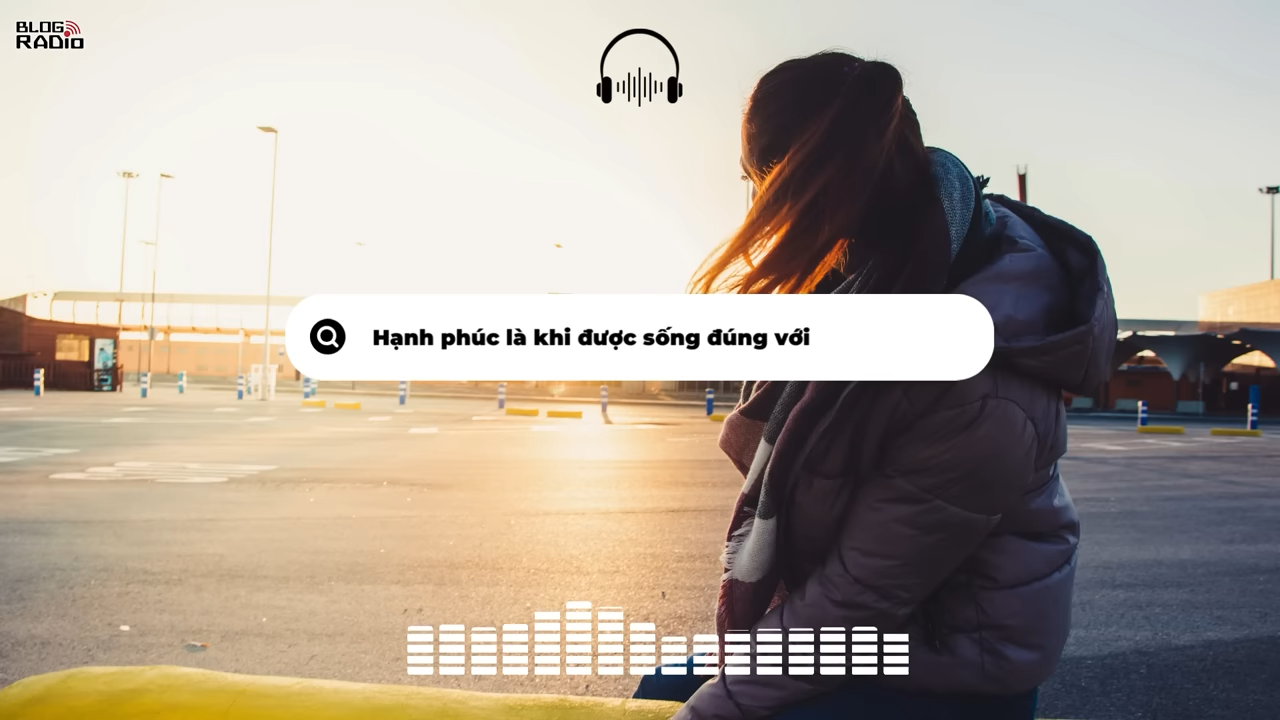 BLOG
RADIO
Hạnh phúc là khi được sống đúng với